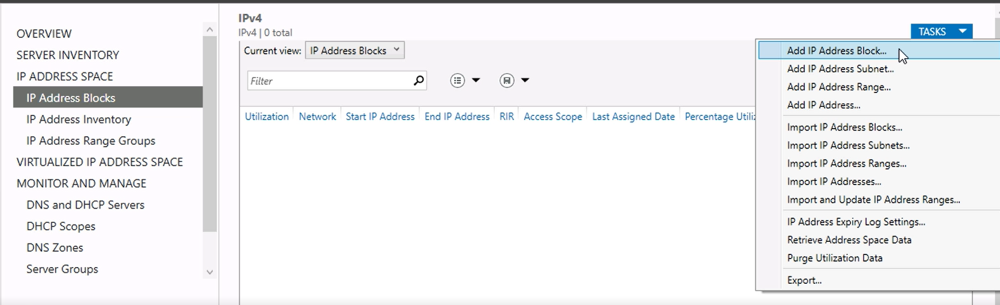 OVERVIEW
SERVER INVENTORY
IP ADDRESS SPACE
IP Address Blocks
IP Address Inventory
IP Address Range Groups
VIRTUALIZED IP ADDRESS SPACE
MONITOR AND MANAGE
DNS and DHCP Servers
DHCP Scopes
DNS Zones
Server Groups
IPv4
IPv4 | 0 total
TASKS
Current view: IP Address Blocks
Filter
Utilization Network Start IP Address End IP Address RIR Access Scope Last Assigned Date Percentage Utiliz
Add IP Address Block...
Add IP Address Subnet...
Add IP Address Range...
Add IP Address...
Import IP Address Blocks...
Import IP Address Subnets...
Import IP Address Ranges...
Import IP Addresses...
Import and Update IP Address Ranges...
IP Address Expiry Log Settings...
Retrieve Address Space Data
Purge Utilization Data
Export...